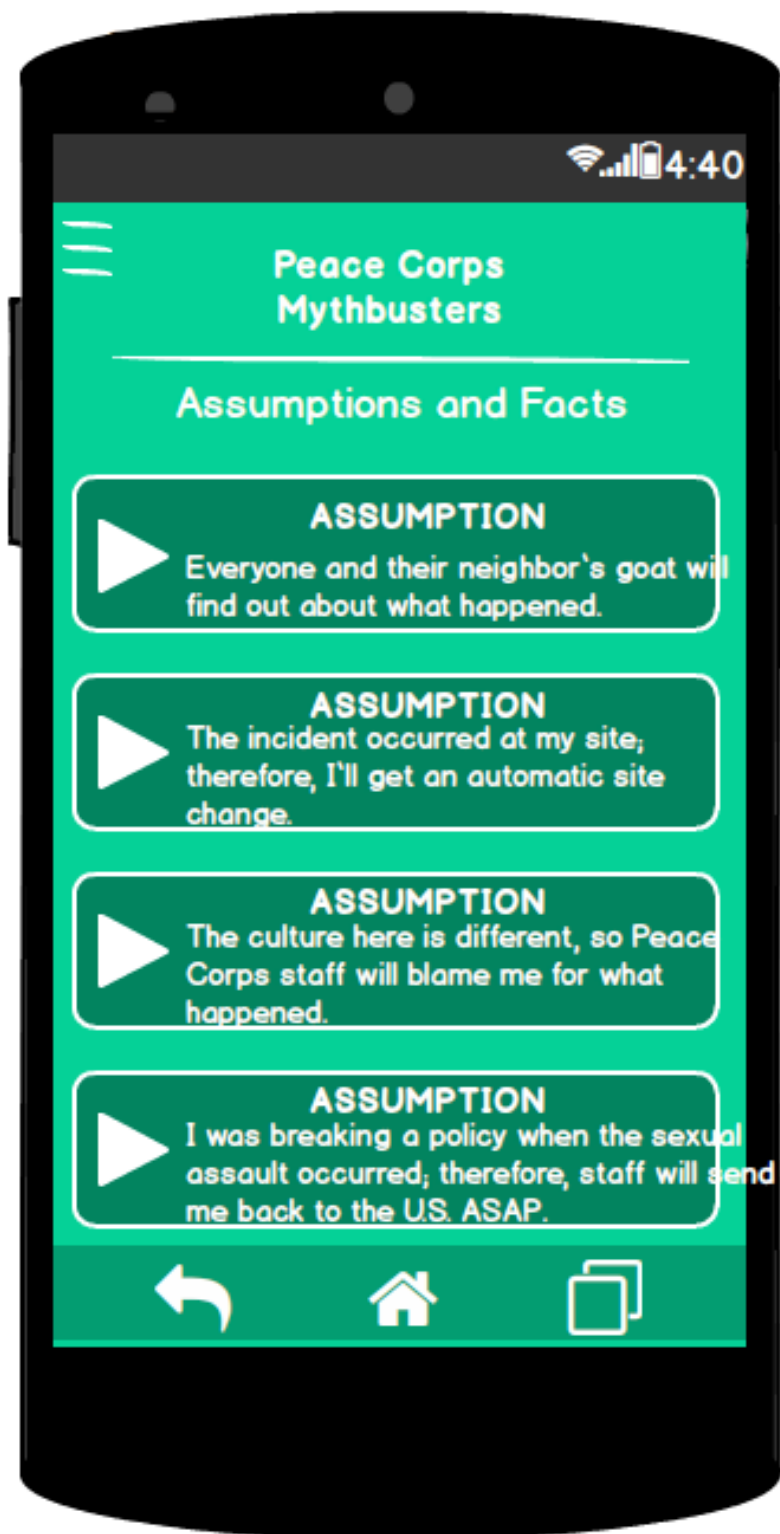 4:40
Peace Corps
Mythbusters
Assumptions and Facts
ASSUMPTION
Everyone and their neighbor`s goat will
find out about what happened.
ASSUMPTION
The incident occurred at my site;
therefore, I`ll get an automatic site
change.
ASSUMPTION
The culture here is different, so Peace
Corps staff will blame me for what
happened.
ASSUMPTION
I was breaking a policy when the sexual
assault occurred; therefore, staff will send
me back to the U.S. ASAP.